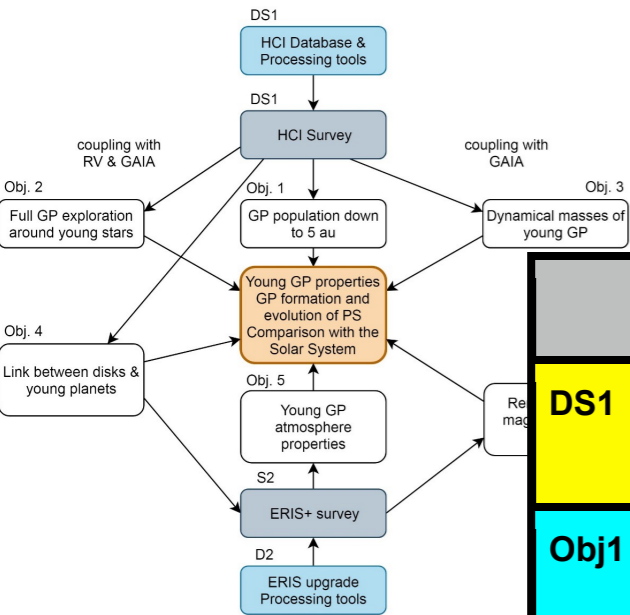 DS1
HCI Database &
Processing tools
DS1
HCI Survey
coupling with
RV & GAIA
coupling with
GAIA
Obj. 2
Full GP exploration
around young stars
Obj. 1
GP population down
to 5 au
Obj. 3
Dynamical masses of
young GP
Young GP properties
GP formation and
evolution of PS
Comparison with the
Solar System
Obj. 4
Link between disks &
young planets
Obj. 5
Young GP
atmosphere
properties
S2
ERIS+ survey
D2
ERIS upgrade
Processing tools
DS1
Obj1